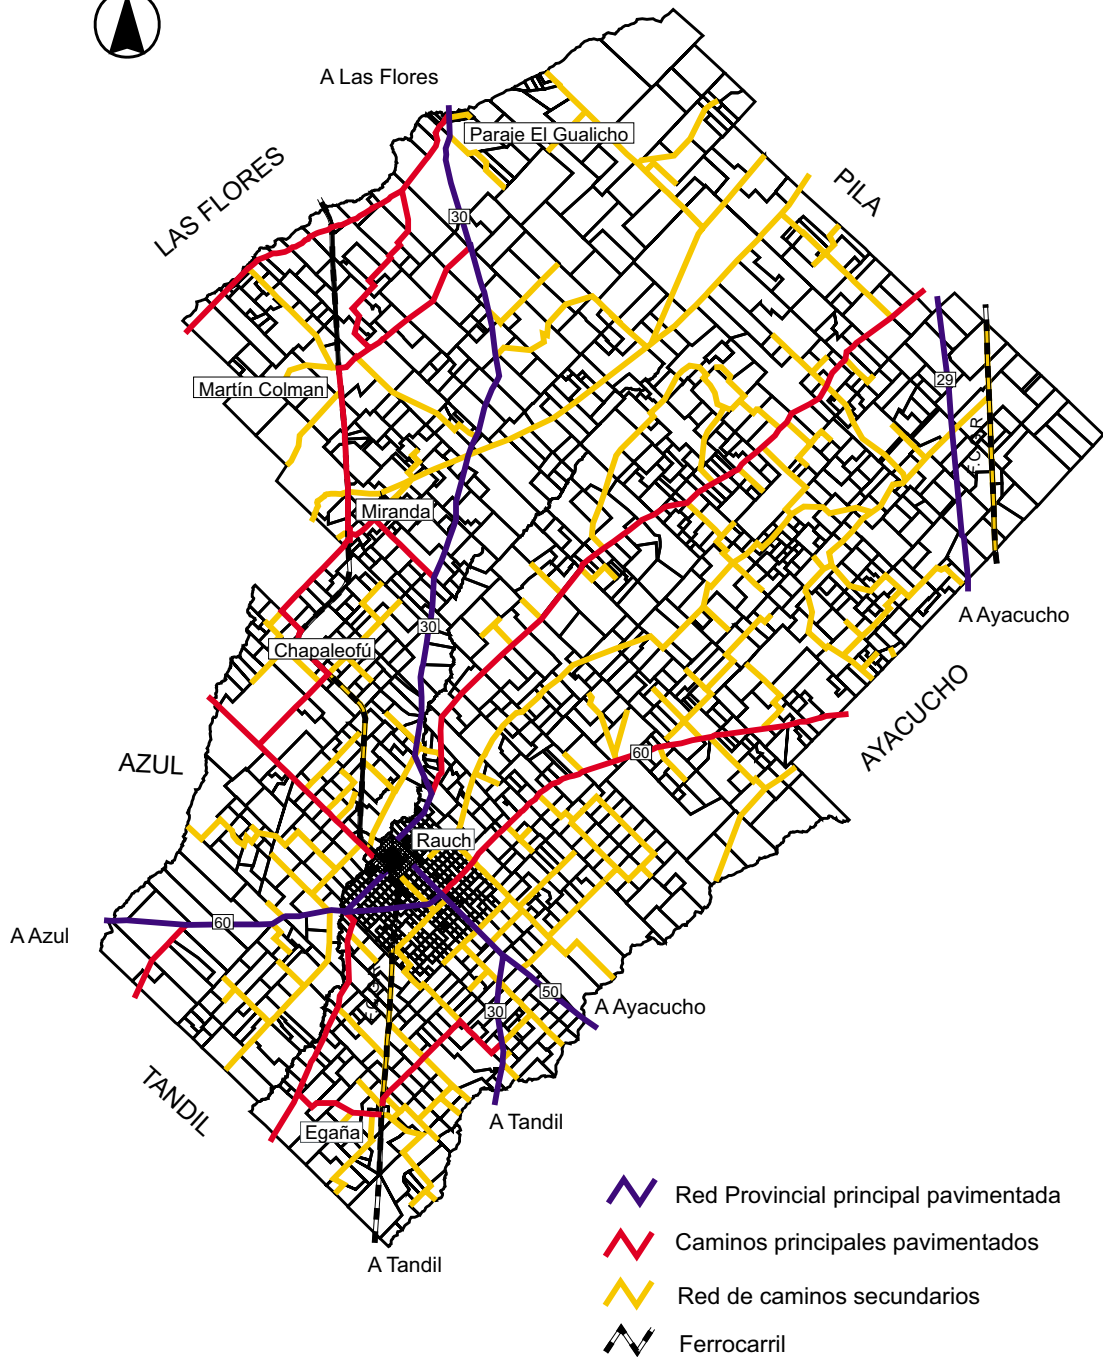 A Las Flores
Paraje El Gualicho
LAS FLORES
PILA
30
29
Martín Colman
F.C.G.R
Miranda
A Ayacucho
30
Chapaleofú
AYACUCHO
AZUL
60
Rauch
60
A Azul
50
30
A Ayacucho
TANDIL
A Tandil
Egaña
A Tandil
Red Provincial principal pavimentada
Caminos principales pavimentados
Red de caminos secundarios
Ferrocarril